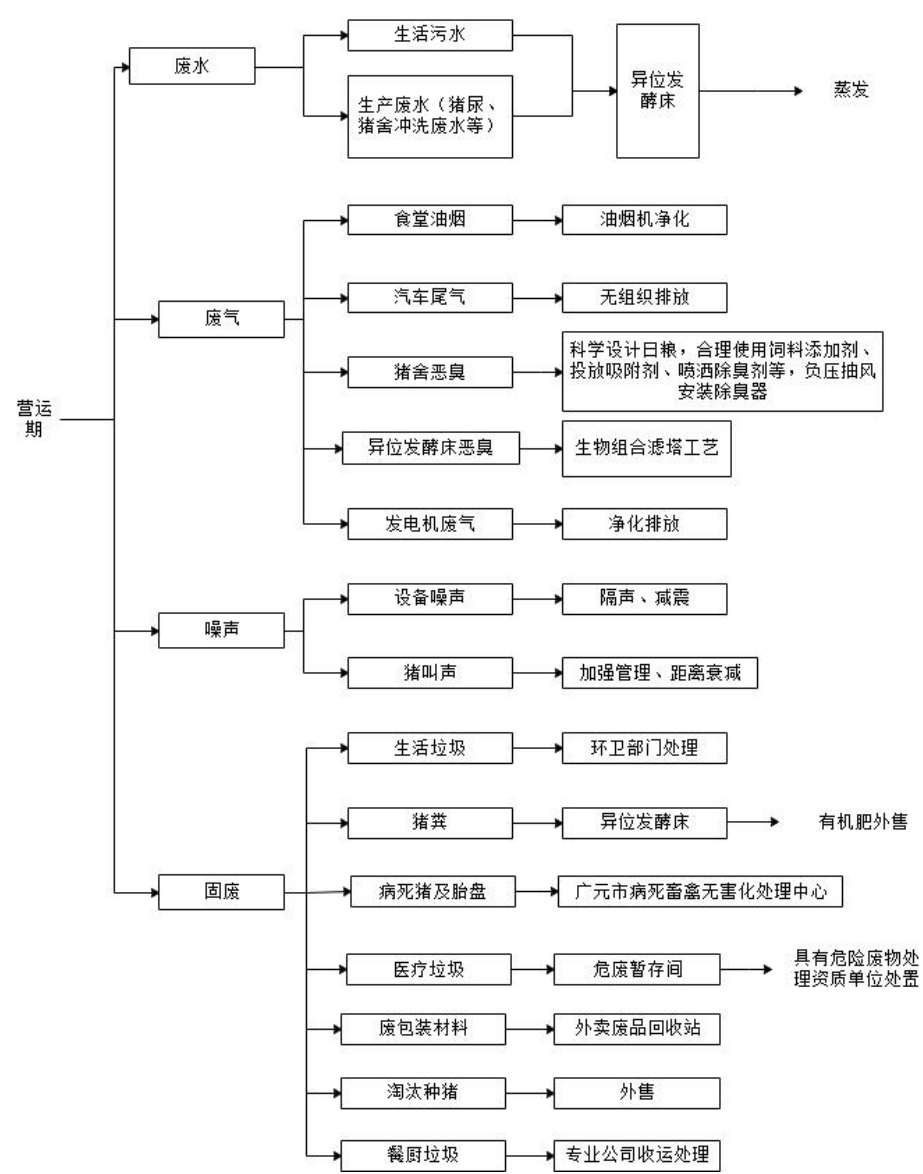 营运
期
废水
生活污水
生产废水（猪尿、
猪舍冲洗废水等）
异位发
酵床
蒸发
废气
食堂油烟
油烟机净化
汽车尾气
无组织排放
猪舍恶臭
科学设计日粮，合理使用饲料添加剂、
投放吸附剂、喷洒除臭剂等，负压抽风
安装除臭器
异位发酵床恶臭
生物组合滤塔工艺
发电机废气
净化排放
噪声
设备噪声
隔声、减震
猪叫声
加强管理、距离衰减
固废
生活垃圾
环卫部门处理
猪粪
异位发酵床
有机肥外售
病死猪及胎盘
广元市病死畜禽无害化处理中心
医疗垃圾
危废暂存间
具有危险废物处
理资质单位处置
废包装材料
外卖废品回收站
淘汰种猪
外售
餐厨垃圾
专业公司收运处理